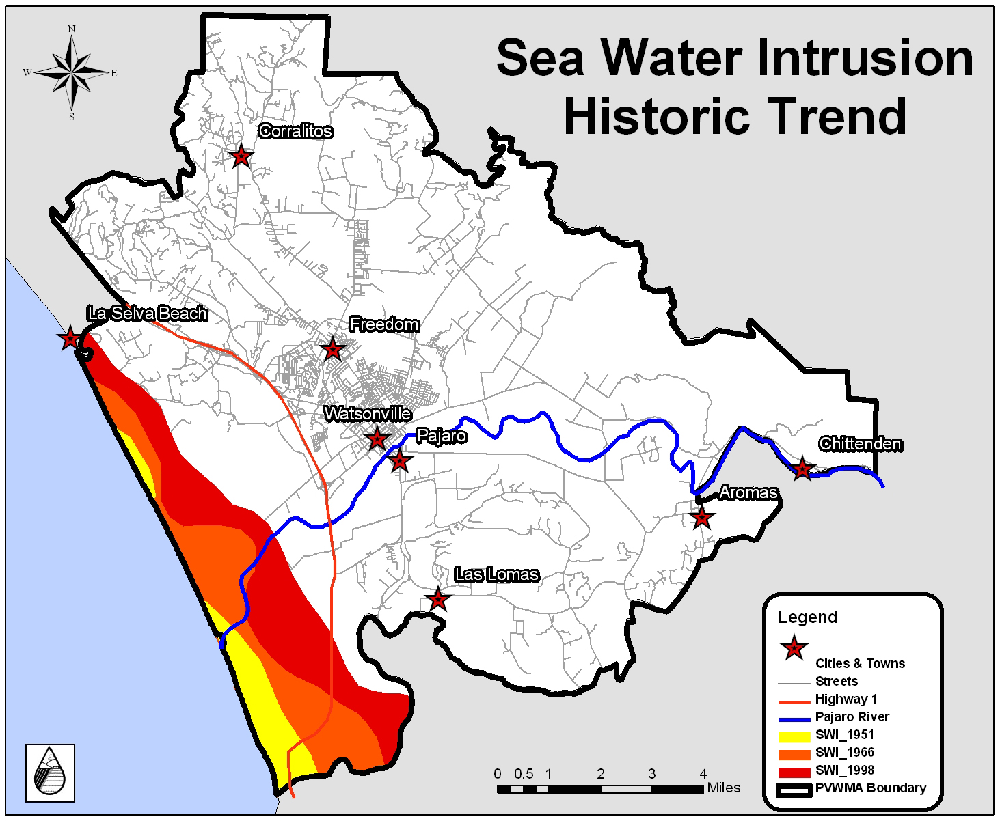 Sea Water Intrusion
Historic Trend
N
W
E
S
Corralitos
La Selva Beach
Freedom
Watsonville
Pajaro
Chittenden
Aromas
Las Lomas
Legend
Cities & Towns
Streets
Highway 1
Pajaro River
SWI_1951
SWI_1966
SWI_1998
PVWMA Boundary
0 0.5 1 2 3 4
Miles